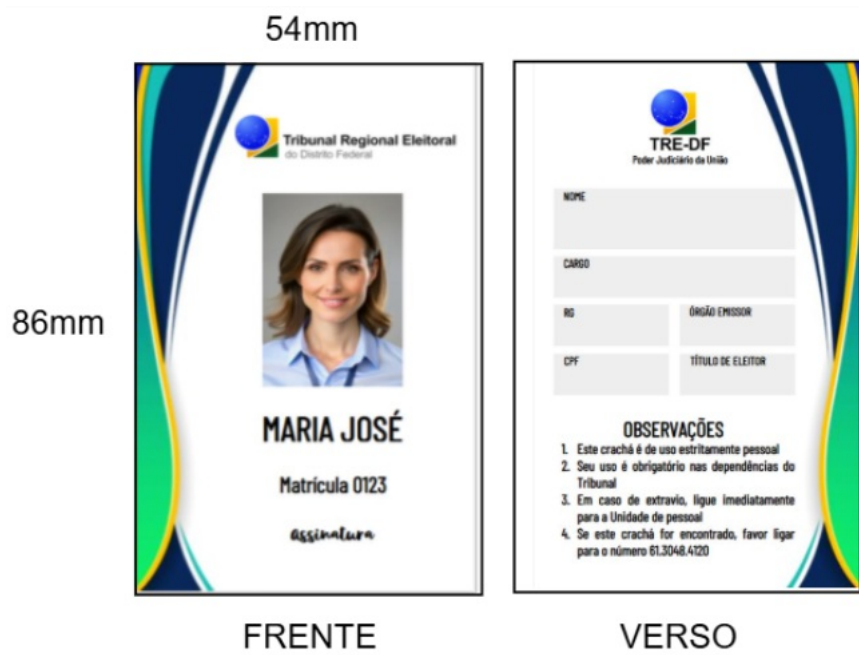 54mm
86mm
Tribunal Regional Eleitoral
do Distrito Federal
MARIA JOSÉ
Matrícula 0123
assinatura
FRENTE
TRE-DF
Poder Judiciário da União
NOME
CARGO
RG
ÓRGÃO EMISSOR
CPF
TÍTULO DE ELEITOR
OBSERVAÇÕES
1. Este crachá é de uso estritamente pessoal
2. Seu uso é obrigatório nas dependências do
Tribunal
3. Em caso de extravio, ligue imediatamente
para a Unidade de pessoal
4. Se este crachá for encontrado, favor ligar
para o número 61.3048.4120
VERSO